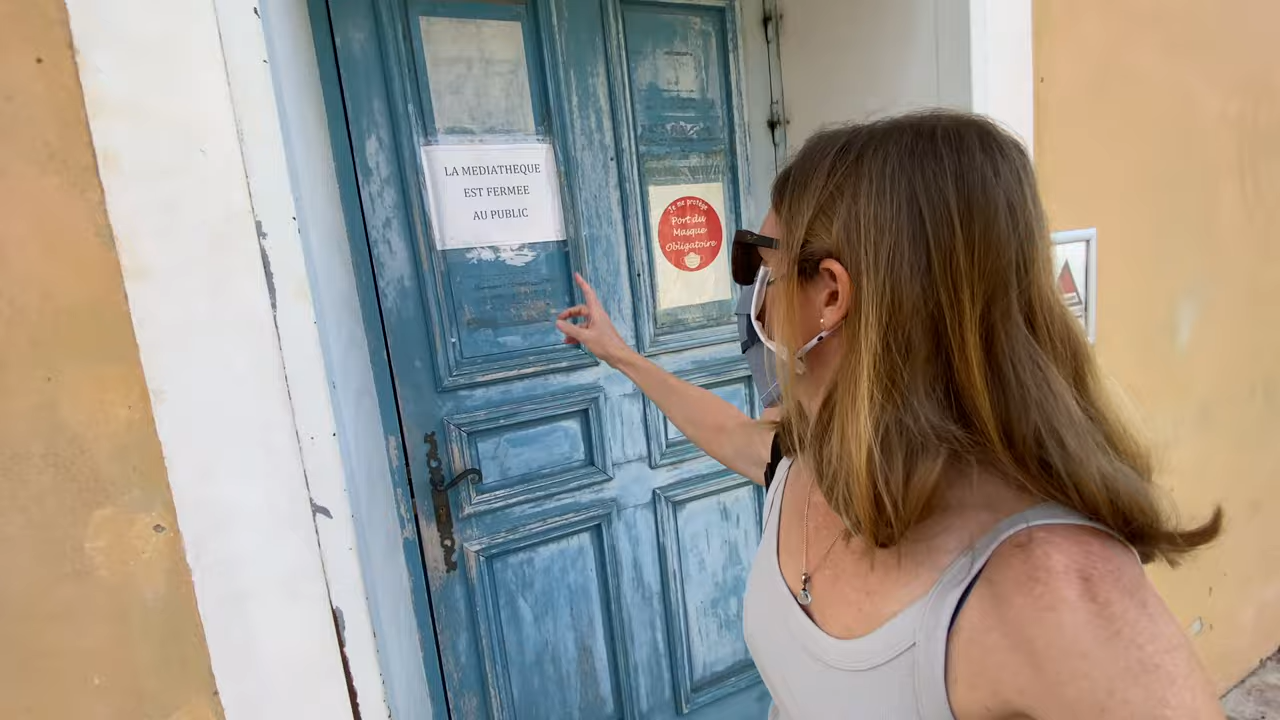 LA MEDIATHEQUE
EST FERMEE
AU PUBLIC
Je me protège
Port du
Masque
Obligatoire